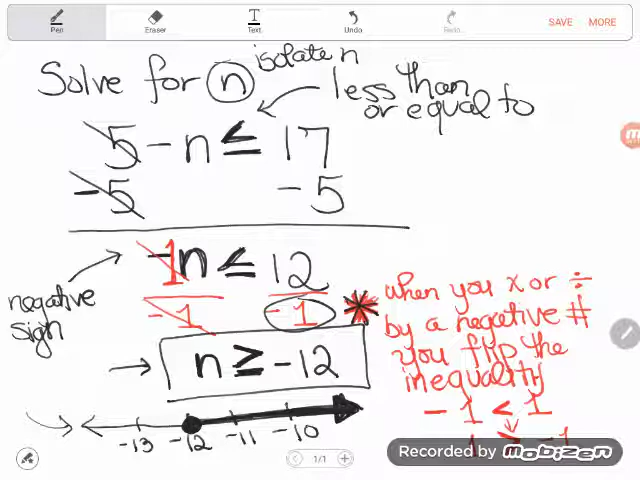 Pen Eraser Text Undo Redo SAVE MORE
Solve for n isolate n
less than
or equal to
5 - n ≤ 17
-5 -5
-1n ≤ 12
-1 -1
negative
sign
n ≥ -12
-13 -12 -11 -10
when you x or ÷
by a negative #
you flip the
inequality
-1 < 1
1 > -1
1/1
Recorded by
MOBIZEN